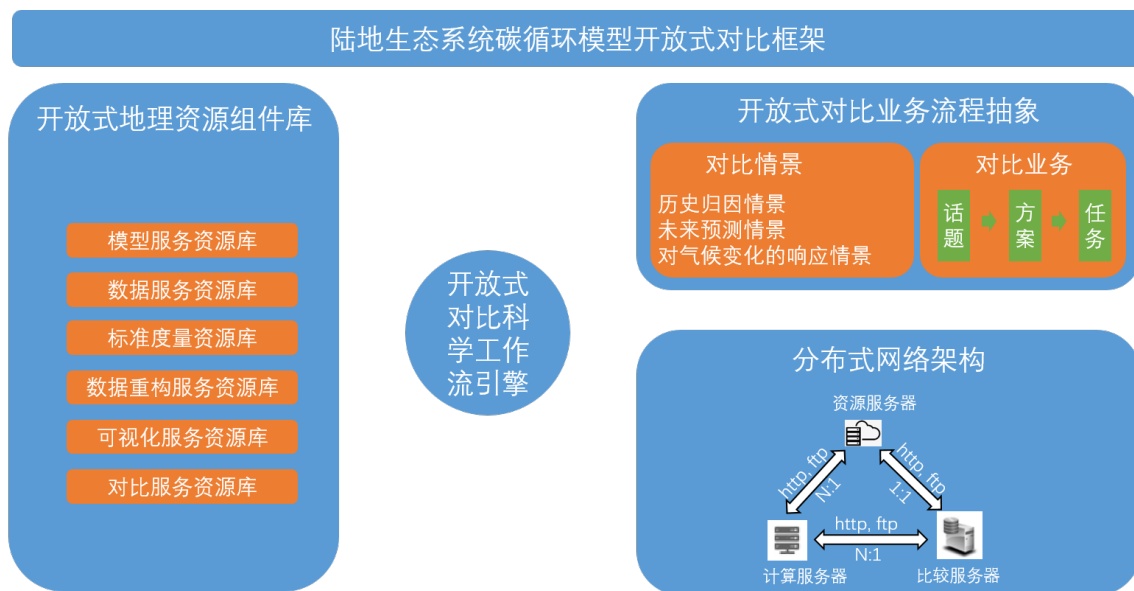 陆地生态系统碳循环模型开放式对比框架
开放式地理资源组件库
模型服务资源库
数据服务资源库
标准度量资源库
数据重构服务资源库
可视化服务资源库
对比服务资源库
开放式
对比科
学工作
流引擎
开放式对比业务流程抽象
对比情景
历史归因情景
未来预测情景
对气候变化的响应情景
对比业务
话题
方案
任务
分布式网络架构
资源服务器
http, ftp
N:1
http, ftp
1:1
http, ftp
N:1
计算服务器
比较服务器